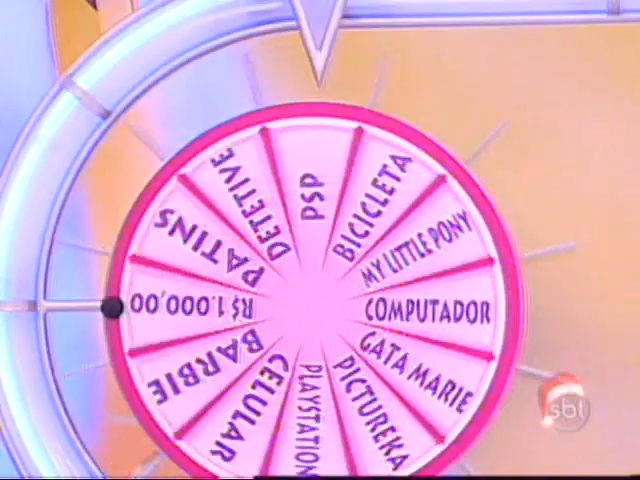 PSP
BICICLETA
MY LITTLE PONY
COMPUTADOR
GATA MARIE
PICTUREKA
PLAYSTATION
CELULAR
BARBIE
R$1.000,00
PATINS
DETETIVE
sbt